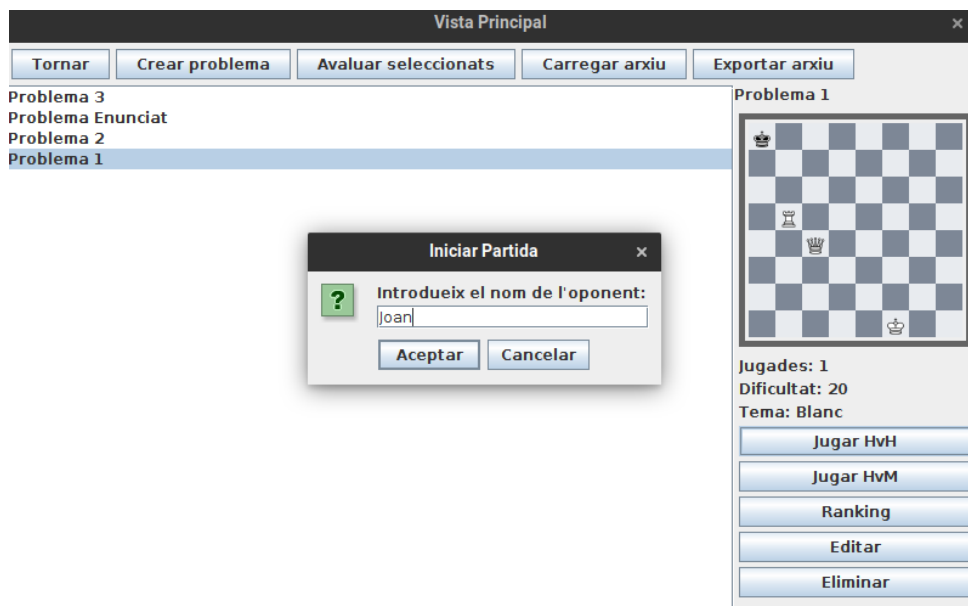 Vista Principal ×
Tornar Crear problema Avaluar seleccionats Carregar arxiu Exportar arxiu
Problema 3
Problema Enunciat
Problema 2
Problema 1
Problema 1
Iniciar Partida ×
? Introdueix el nom de l'oponent:
Joan
Aceptar Cancelar
Jugades: 1
Dificultat: 20
Tema: Blanc
Jugar HvH
Jugar HvM
Ranking
Editar
Eliminar